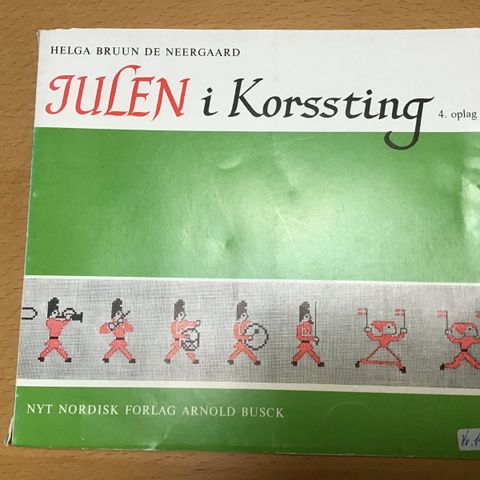 HELGA BRUUN DE NEERGAARD
JULEN i Korssting 4. oplag
NYT NORDISK FORLAG ARNOLD BUSCK